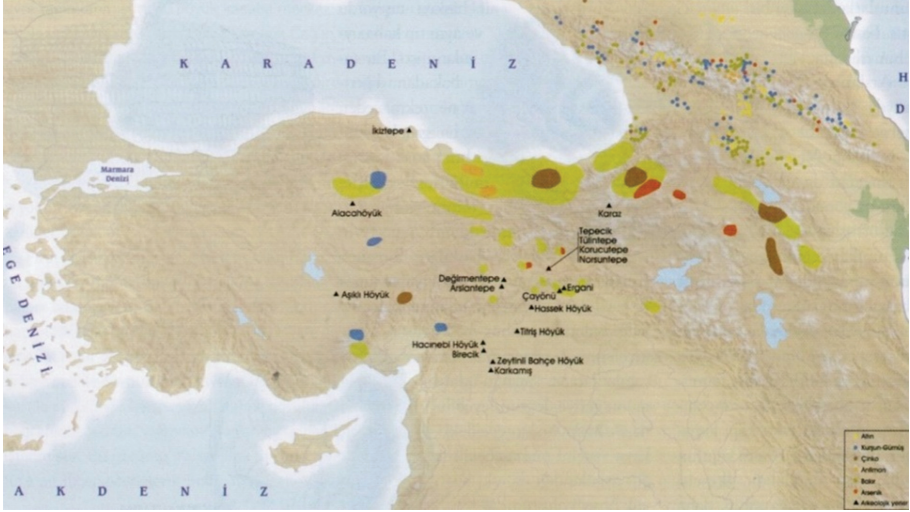 KARADENİZ
H
D
İkiztepe
Marmara
Denizi
Alacahöyük
Karaz
Tepecik
Tülintepe
Korucutepe
Norsuntepe
EGE DENİZİ
Değirmentepe
Arslantepe
Ergani
Çayönü
Aşıklı Höyük
Hassek Höyük
Titriş Höyük
Hacınebi Höyük
Birecik
Zeytinli Bahçe Höyük
Karkamış
AKDENİZ
Altın
Kurşun-Gümüş
Çinko
Antimon
Bakır
Arsenik
Arkeolojik yerler